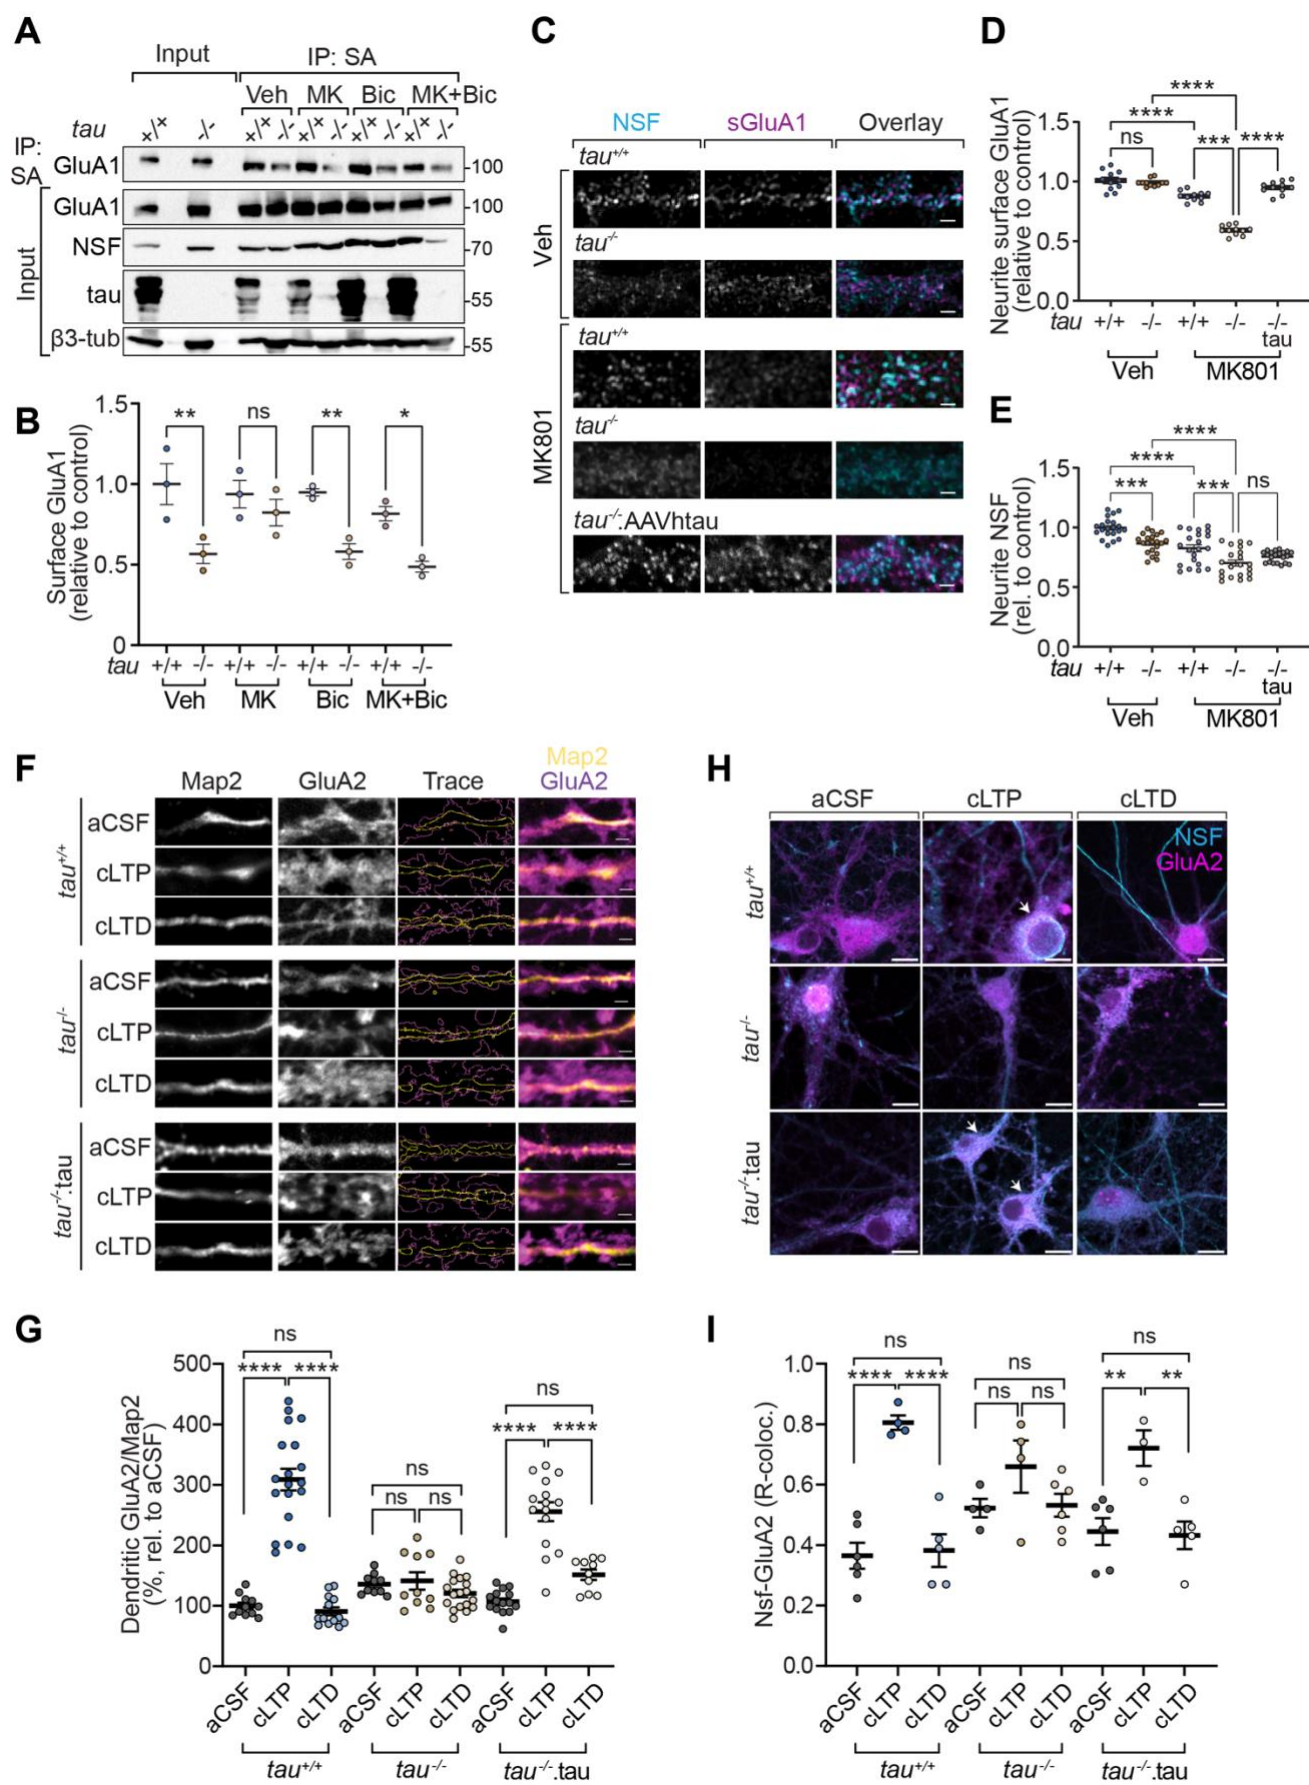 A
Input
IP: SA
Veh
MK
Bic
MK+Bic
tau
+/+
-/-
+/+
-/-
+/+
-/-
+/+
-/-
+/+
-/-
IP:
SA
GluA1
-100
Input
GluA1
-100
NSF
-70
tau
-55
β3-tub
-55
B
Surface GluA1
(relative to control)
1.5
1.0
0.5
0
**
ns
**
*
tau
+/+
-/-
+/+
-/-
+/+
-/-
+/+
-/-
Veh
MK
Bic
MK+Bic
C
NSF
sGluA1
Overlay
Veh
tau+/+
tau-/-
MK801
tau+/+
tau-/-
tau-/-.AAVhtau
D
Neurite surface GluA1
(relative to control)
1.5
1.0
0.5
0.0
****
****
ns
***
****
tau
+/+
-/-
+/+
-/-
-/-
tau
Veh
MK801
E
Neurite NSF
(rel. to control)
1.5
1.0
0.5
0.0
****
****
***
***
ns
tau
+/+
-/-
+/+
-/-
-/-
tau
Veh
MK801
F
Map2
GluA2
Trace
Map2
GluA2
tau+/+
aCSF
cLTP
cLTD
tau-/-
aCSF
cLTP
cLTD
tau-/-.tau
aCSF
cLTP
cLTD
H
aCSF
cLTP
cLTD
NSF
GluA2
tau+/+
tau-/-
tau-/-.tau
G
Dendritic GluA2/Map2
(%, rel. to aCSF)
500
400
300
200
100
0
ns
****
****
ns
ns
ns
ns
****
****
aCSF
cLTP
cLTD
aCSF
cLTP
cLTD
aCSF
cLTP
cLTD
tau+/+
tau-/-
tau-/-.tau
I
Nsf-GluA2 (R-coloc.)
1.0
0.8
0.6
0.4
0.2
0.0
ns
****
****
ns
ns
ns
ns
**
**
aCSF
cLTP
cLTD
aCSF
cLTP
cLTD
aCSF
cLTP
cLTD
tau+/+
tau-/-
tau-/-.tau